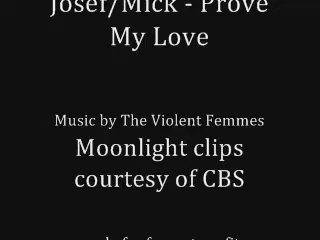 Josef/Mick - Prove
My Love
Music by The Violent Femmes
Moonlight clips
courtesy of CBS